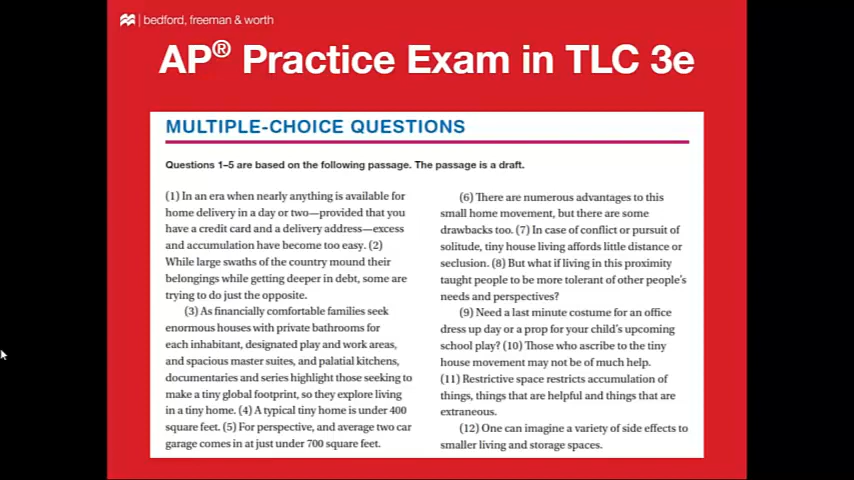 bedford, freeman & worth
AP® Practice Exam in TLC 3e
MULTIPLE-CHOICE QUESTIONS
Questions 1–5 are based on the following passage. The passage is a draft.
(1) In an era when nearly anything is available for
home delivery in a day or two—provided that you
have a credit card and a delivery address—excess
and accumulation have become too easy. (2)
While large swaths of the country mound their
belongings while getting deeper in debt, some are
trying to do just the opposite.
(3) As financially comfortable families seek
enormous houses with private bathrooms for
each inhabitant, designated play and work areas,
and spacious master suites, and palatial kitchens,
documentaries and series highlight those seeking to
make a tiny global footprint, so they explore living
in a tiny home. (4) A typical tiny home is under 400
square feet. (5) For perspective, and average two car
garage comes in at just under 700 square feet.
(6) There are numerous advantages to this
small home movement, but there are some
drawbacks too. (7) In case of conflict or pursuit of
solitude, tiny house living affords little distance or
seclusion. (8) But what if living in this proximity
taught people to be more tolerant of other people's
needs and perspectives?
(9) Need a last minute costume for an office
dress up day or a prop for your child's upcoming
school play? (10) Those who ascribe to the tiny
house movement may not be of much help.
(11) Restrictive space restricts accumulation of
things, things that are helpful and things that are
extraneous.
(12) One can imagine a variety of side effects to
smaller living and storage spaces.